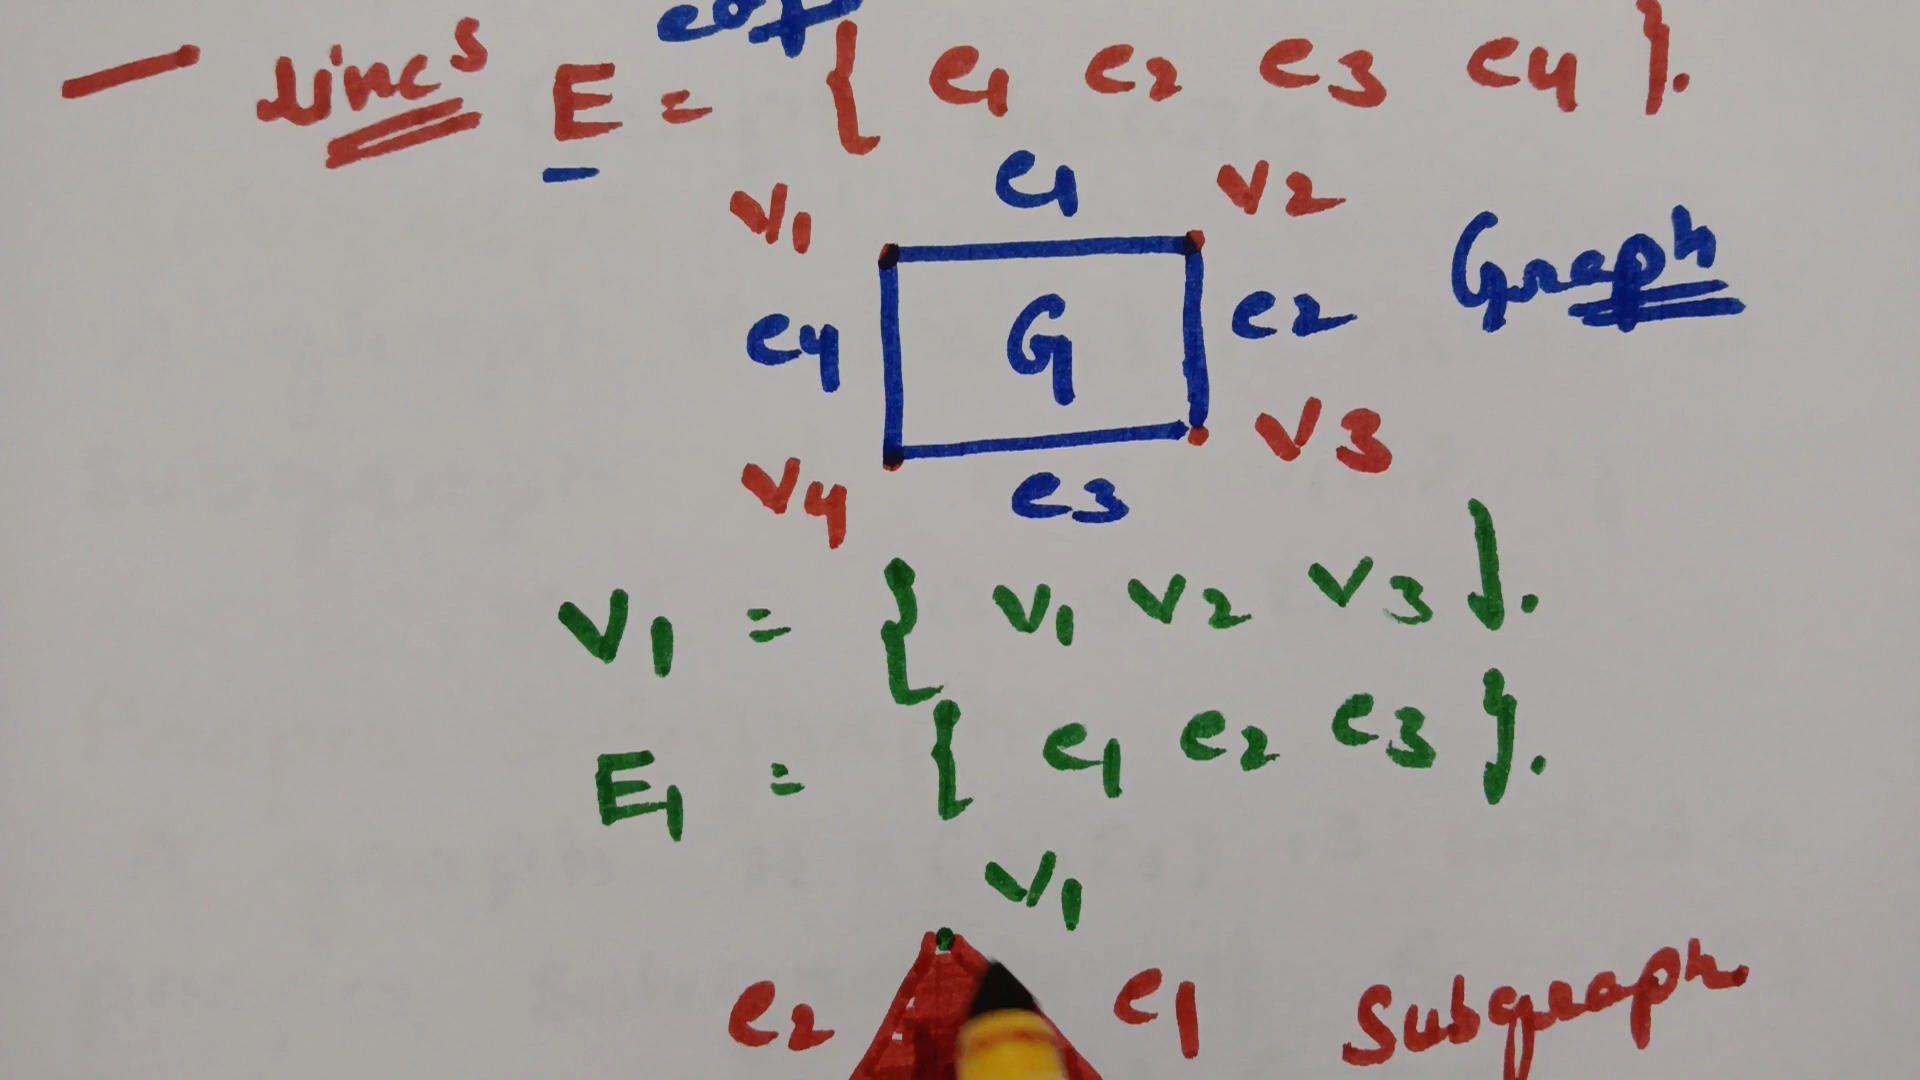 Lines E = { e1 e2 e3 e4 }.
e1
V1 V2
e4 G e2 Graph
V4 V3
e3
V1 = { V1 V2 V3 }.
E1 = { e1 e2 e3 }.
V1
e2 e1 Subgraph